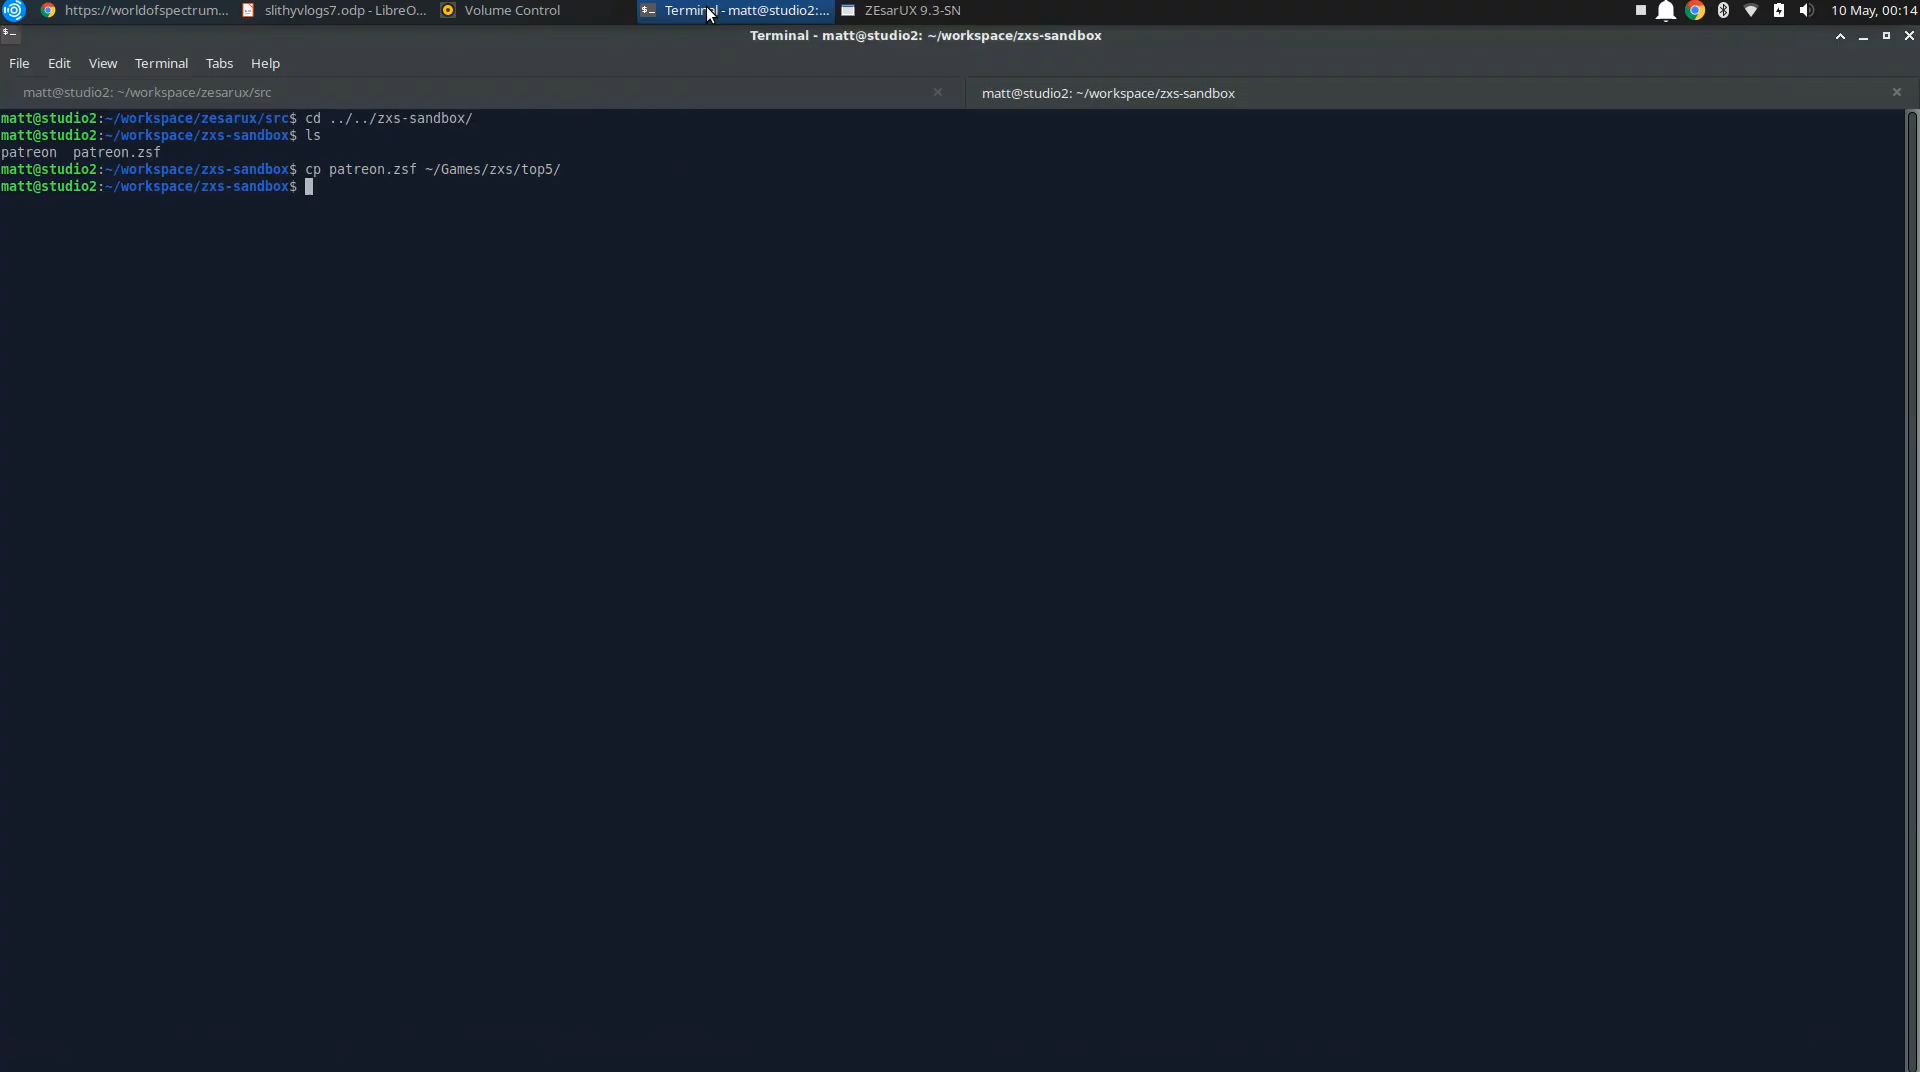 https://worldofspectrum... slithyvlogs7.odp - LibreO... Volume Control Terminal - matt@studio2:... ZEsarUX 9.3-SN 10 May, 00:14
Terminal - matt@studio2: ~/workspace/zxs-sandbox
File Edit View Terminal Tabs Help
matt@studio2: ~/workspace/zesarux/src matt@studio2: ~/workspace/zxs-sandbox
matt@studio2:~/workspace/zesarux/src$ cd ../../zxs-sandbox/
matt@studio2:~/workspace/zxs-sandbox$ ls
patreon  patreon.zsf
matt@studio2:~/workspace/zxs-sandbox$ cp patreon.zsf ~/Games/zxs/top5/
matt@studio2:~/workspace/zxs-sandbox$